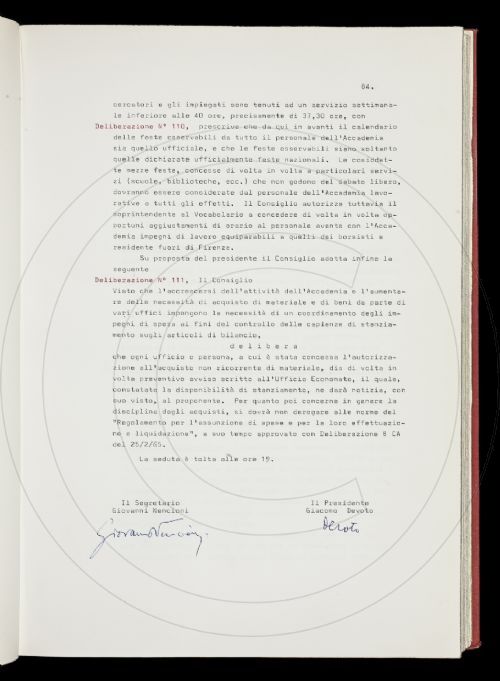 84.
cercatori e gli impiegati sono tenuti ad un servizio settimana-
le inferiore alle 40 ore, precisamente di 37,30 ore, con
Deliberazione N° 110, prescrive che da qui in avanti il calendario
delle feste osservabili da tutto il personale dell'Accademia
sia quello ufficiale, e che le feste osservabili siano soltanto
quelle dichiarate ufficialmente feste nazionali. Le cosiddet-
te mezze feste, concesse di volta in volta a particolari servi-
zi (scuole, biblioteche, ecc.) che non godono del sabato libero,
dovranno essere considerate dal personale dell'Accademia lavo-
rative a tutti gli effetti. Il Consiglio autorizza tuttavia il
soprintendente al Vocabolario a concedere di volta in volta op-
portuni aggiustamenti di orario al personale avente con l'Acca-
demia impegni di lavoro equiparabili a quelli dei borsisti e
residente fuori di Firenze.
Su proposta del presidente il Consiglio adotta infine la
seguente
Deliberazione N° 111, Il Consiglio
Visto che l'accrescersi dell'attività dell'Accademia e l'aumenta-
re delle necessità di acquisto di materiale e di beni da parte di
vari uffici impongono la necessità di un coordinamento degli im-
pegni di spesa ai fini del controllo delle capienze di stanzia-
mento sugli articoli di bilancio,
d e l i b e r a
che ogni ufficio o persona, a cui è stata concessa l'autorizza-
zione all'acquisto non ricorrente di materiale, dia di volta in
volta preventivo avviso scritto all'Ufficio Economato, il quale,
constatata la disponibilità di stanziamento, ne darà notizia, con
suo visto, al proponente. Per quanto poi concerne in genere la
disciplina degli acquisti, si dovrà non derogare alle norme del
"Regolamento per l'assunzione di spese e per la loro effettuazio-
ne e liquidazione", a suo tempo approvato con Deliberazione 8 CA
del 25/2/65.
La seduta è tolta alle ore 19.
Il Segretario Il Presidente
Giovanni Nencioni Giacomo Devoto
Giovanni Nencioni Devoto